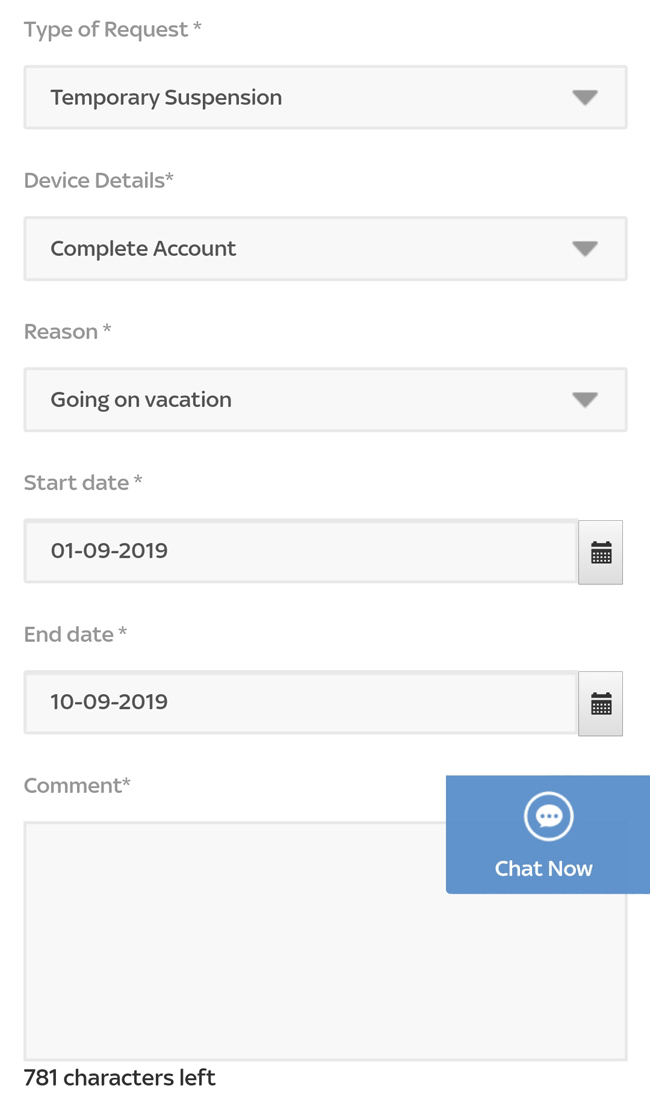 Type of Request *
Temporary Suspension
Device Details*
Complete Account
Reason *
Going on vacation
Start date *
01-09-2019
End date *
10-09-2019
Comment*
Chat Now
781 characters left